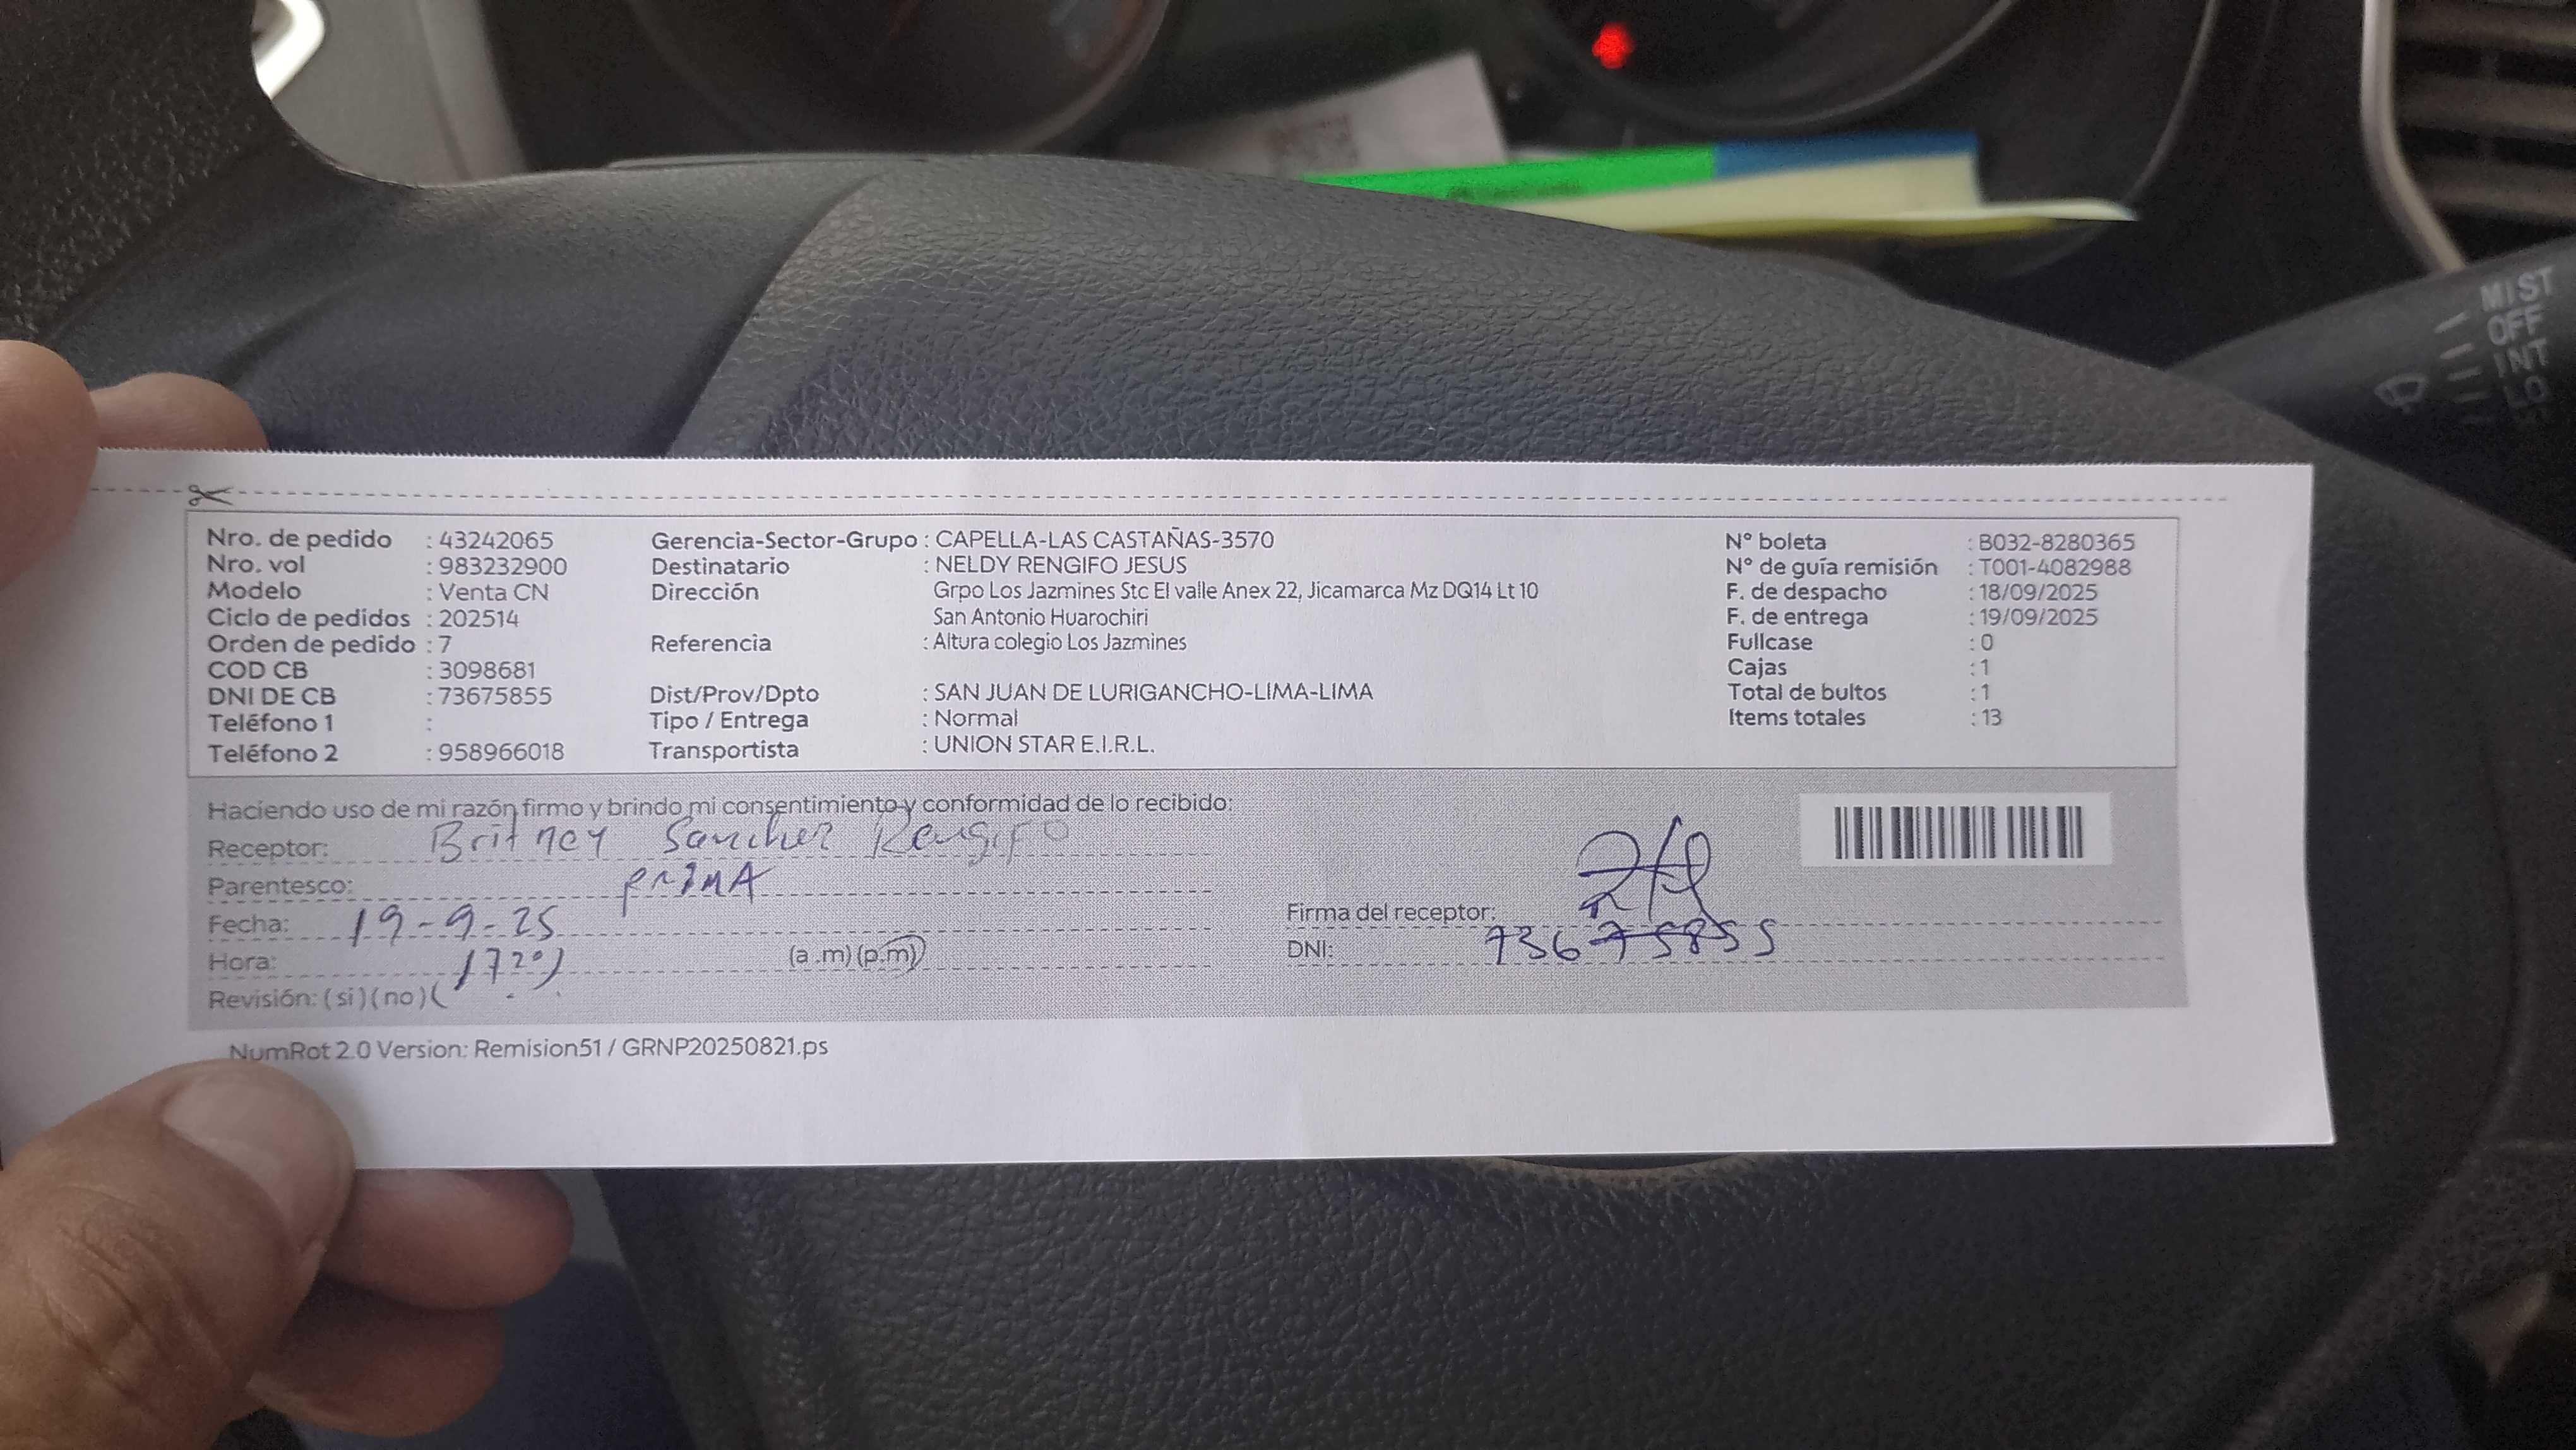 MIST
OFF
INT
LO
Nro. de pedido : 43242065
Nro. vol : 983232900
Modelo : Venta CN
Ciclo de pedidos : 202514
Orden de pedido : 7
COD CB : 3098681
DNI DE CB : 73675855
Teléfono 1 :
Teléfono 2 : 958966018
Gerencia-Sector-Grupo : CAPELLA-LAS CASTAÑAS-3570
Destinatario : NELDY RENGIFO JESUS
Dirección Grpo Los Jazmines Stc El valle Anex 22, Jicamarca Mz DQ14 Lt 10
San Antonio Huarochiri
Referencia : Altura colegio Los Jazmines
Dist/Prov/Dpto : SAN JUAN DE LURIGANCHO-LIMA-LIMA
Tipo / Entrega : Normal
Transportista : UNION STAR E.I.R.L.
N° boleta : B032-8280365
N° de guía remisión : T001-4082988
F. de despacho : 18/09/2025
F. de entrega : 19/09/2025
Fullcase : 0
Cajas : 1
Total de bultos : 1
Items totales : 13
Haciendo uso de mi razón firmo y brindo mi consentimiento y conformidad de lo recibido:
Receptor: Britney Sanchez Rengifo
Parentesco: PRIMA
Fecha: 19-9-25
Hora: (a .m) (p.m)
Revisión: (si) (no) (
Firma del receptor:
DNI: 73675855
NumRot 2.0 Version: Remision51 / GRNP20250821.ps